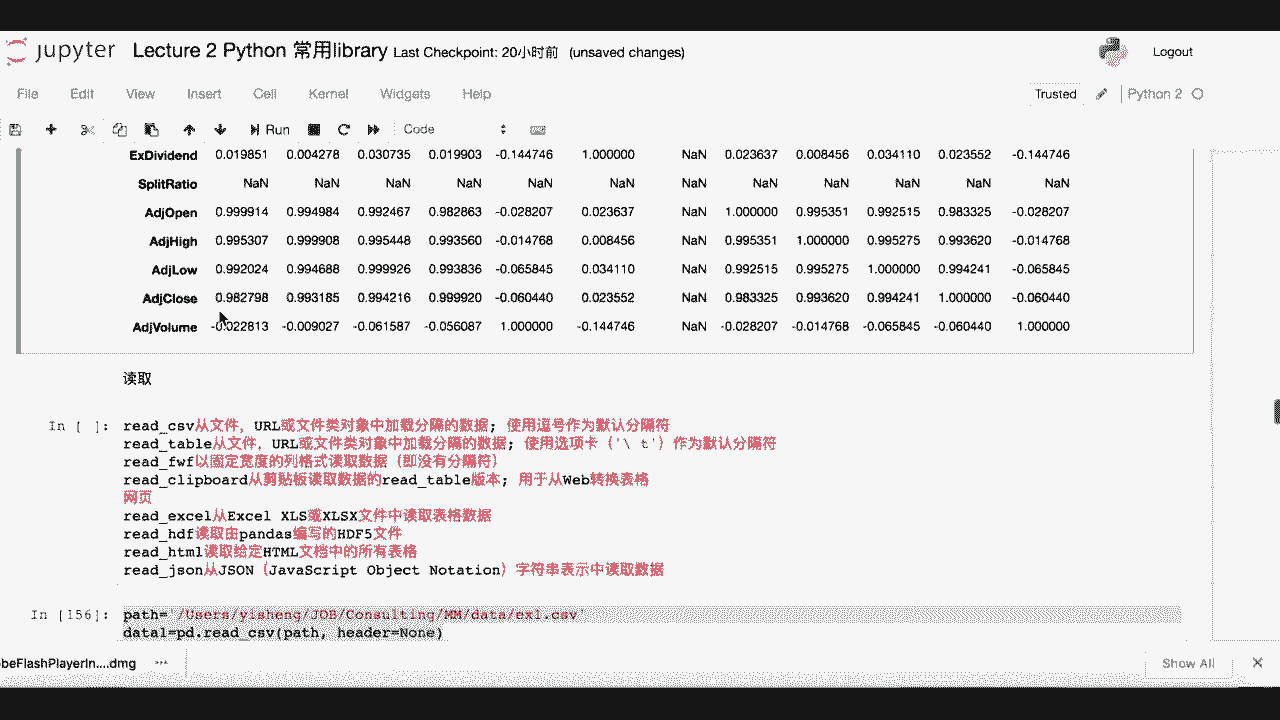 jupyter Lecture 2 Python 常用library Last Checkpoint: 20小时前 (unsaved changes) Logout
File Edit View Insert Cell Kernel Widgets Help Trusted Python 2
Run Code
ExDividend 0.019851 0.004278 0.030735 0.019903 -0.144746 1.000000 NaN 0.023637 0.008456 0.034110 0.023552 -0.144746
SplitRatio NaN NaN NaN NaN NaN NaN NaN NaN NaN NaN NaN NaN
AdjOpen 0.999914 0.994984 0.992467 0.982863 -0.028207 0.023637 NaN 1.000000 0.995351 0.992515 0.983325 -0.028207
AdjHigh 0.995307 0.999908 0.995448 0.993560 -0.014768 0.008456 NaN 0.995351 1.000000 0.995275 0.993620 -0.014768
AdjLow 0.992024 0.994688 0.999926 0.993836 -0.065845 0.034110 NaN 0.992515 0.995275 1.000000 0.994241 -0.065845
AdjClose 0.982798 0.993185 0.994216 0.999920 -0.060440 0.023552 NaN 0.983325 0.993620 0.994241 1.000000 -0.060440
AdjVolume -0.022813 -0.009027 -0.061587 -0.056087 1.000000 -0.144746 NaN -0.028207 -0.014768 -0.065845 -0.060440 1.000000
读取
In [ ]: read_csv从文件，URL或文件类对象中加载分隔的数据; 使用逗号作为默认分隔符
read_table从文件，URL或文件类对象中加载分隔的数据; 使用选项卡（'\ t'）作为默认分隔符
read_fwf以固定宽度的列格式读取数据（即没有分隔符）
read_clipboard从剪贴板读取数据的read_table版本; 用于从Web转换表格
网页
read_excel从Excel XLS或XLSX文件中读取表格数据
read_hdf读取由pandas编写的HDF5文件
read_html读取给定HTML文档中的所有表格
read_json从JSON（JavaScript Object Notation）字符串表示中读取数据
In [156]: path='/Users/yisheng/JOB/Consulting/MM/data/ex1.csv'
data1=pd.read_csv(path, header=None)
beFlashPlayerIn....dmg Show All